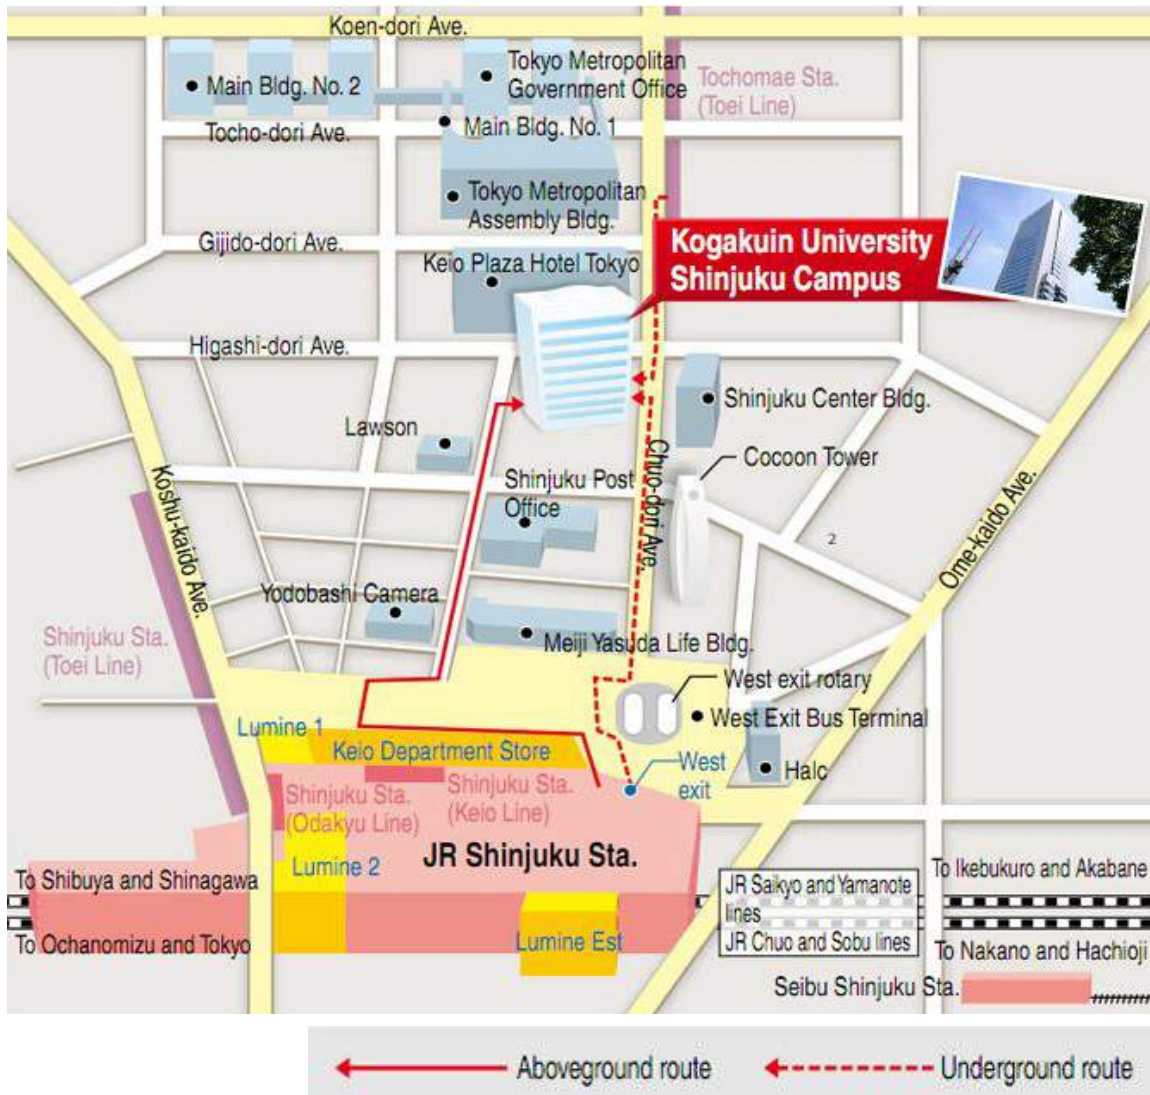 Koen-dori Ave.
Main Bldg. No. 2
Tokyo Metropolitan
Government Office
Tochomae Sta.
(Toei Line)
Tocho-dori Ave.
Main Bldg. No. 1
Tokyo Metropolitan
Assembly Bldg.
Gijido-dori Ave.
Keio Plaza Hotel Tokyo
Kogakuin University
Shinjuku Campus
Higashi-dori Ave.
Shinjuku Center Bldg.
Lawson
Cocoon Tower
Koshu-kaido Ave.
Shinjuku Post
Office
Chuo-dori Ave.
2
Ome-kaido Ave.
Yodobashi Camera
Shinjuku Sta.
(Toei Line)
Meiji Yasuda Life Bldg.
West exit rotary
West Exit Bus Terminal
Lumine 1
Keio Department Store
West
exit
Halc
Shinjuku Sta.
(Odakyu Line)
Shinjuku Sta.
(Keio Line)
JR Shinjuku Sta.
Lumine 2
To Shibuya and Shinagawa
To Ikebukuro and Akabane
JR Saikyo and Yamanote
lines
JR Chuo and Sobu lines
To Ochanomizu and Tokyo
Lumine Est
To Nakano and Hachioji
Seibu Shinjuku Sta.
Aboveground route
Underground route